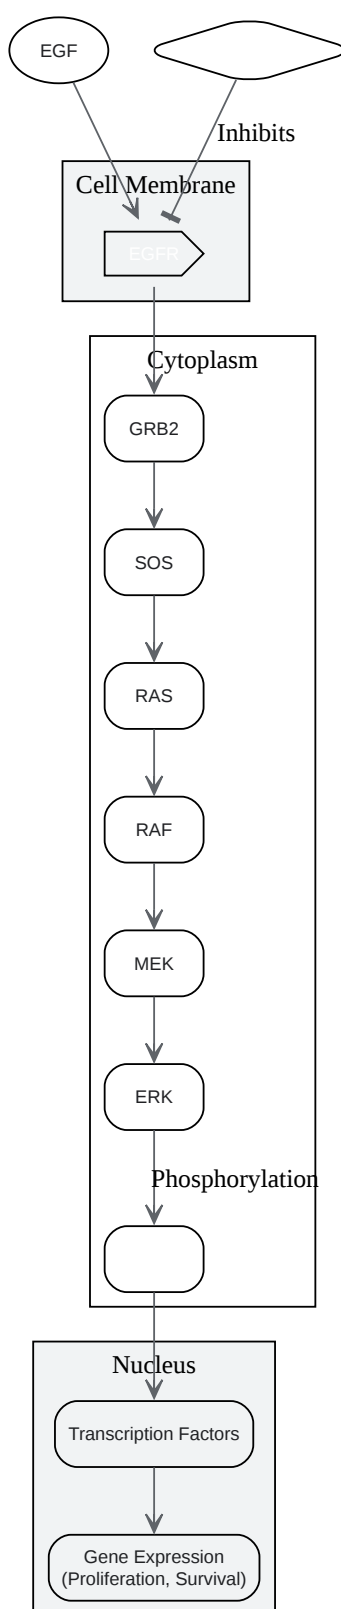 EGF
Inhibits
Cell Membrane
EGFR
Cytoplasm
GRB2
SOS
RAS
RAF
MEK
ERK
Phosphorylation
Nucleus
Transcription Factors
Gene Expression
(Proliferation, Survival)